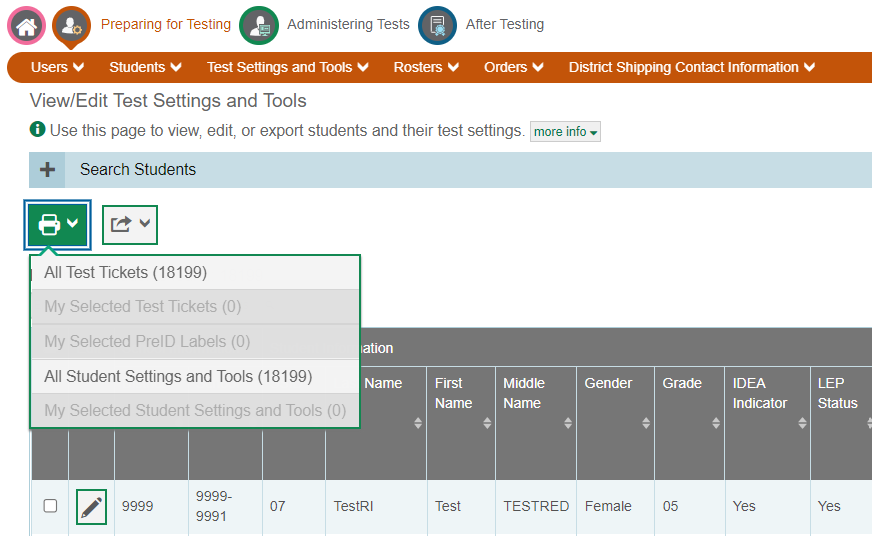 Preparing for Testing
Administering Tests
After Testing
Users
Students
Test Settings and Tools
Rosters
Orders
District Shipping Contact Information
View/Edit Test Settings and Tools
Use this page to view, edit, or export students and their test settings.
more info
Search Students
All Test Tickets (18199)
My Selected Test Tickets (0)
My Selected PreID Labels (0)
All Student Settings and Tools (18199)
My Selected Student Settings and Tools (0)
Name
First
Name
Middle
Name
Gender
Grade
IDEA
Indicator
LEP
Status
9999
9999-
9991
07
TestRI
Test
TESTRED
Female
05
Yes
Yes